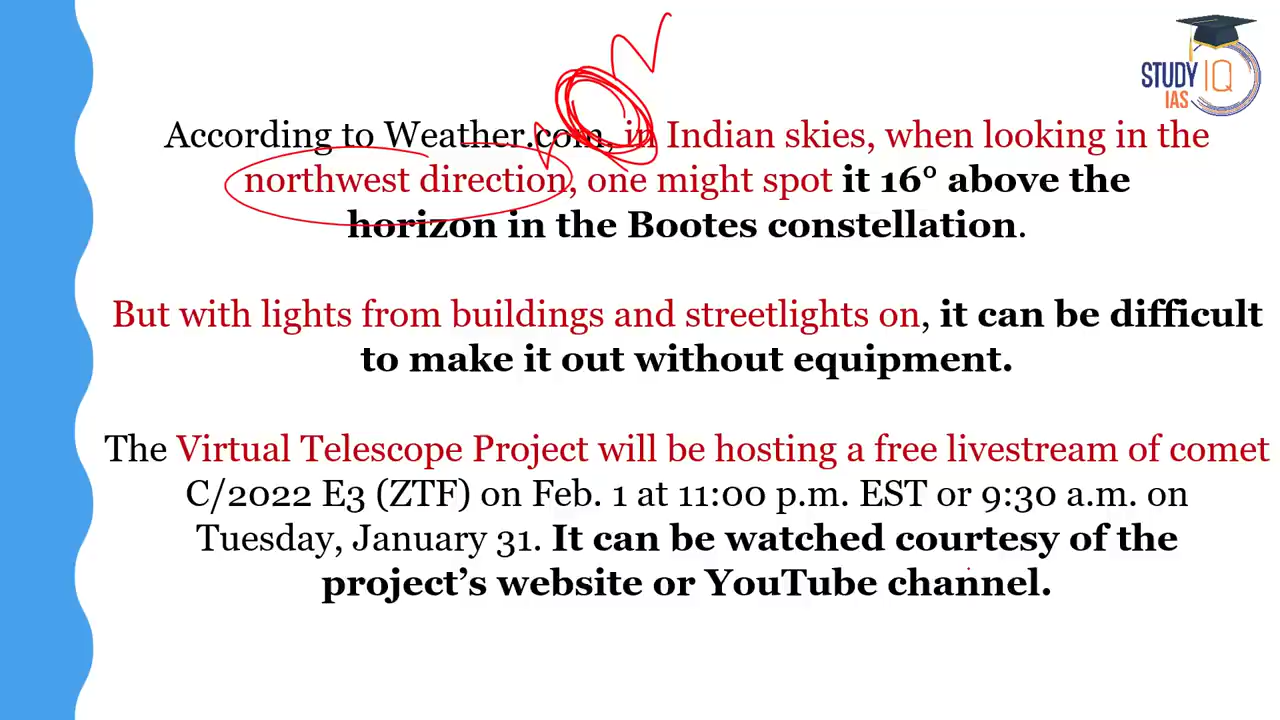 STUDY IQ
IAS
According to Weather.com, in Indian skies, when looking in the
northwest direction, one might spot it 16° above the
horizon in the Bootes constellation.
But with lights from buildings and streetlights on, it can be difficult
to make it out without equipment.
The Virtual Telescope Project will be hosting a free livestream of comet
C/2022 E3 (ZTF) on Feb. 1 at 11:00 p.m. EST or 9:30 a.m. on
Tuesday, January 31. It can be watched courtesy of the
project’s website or YouTube channel.